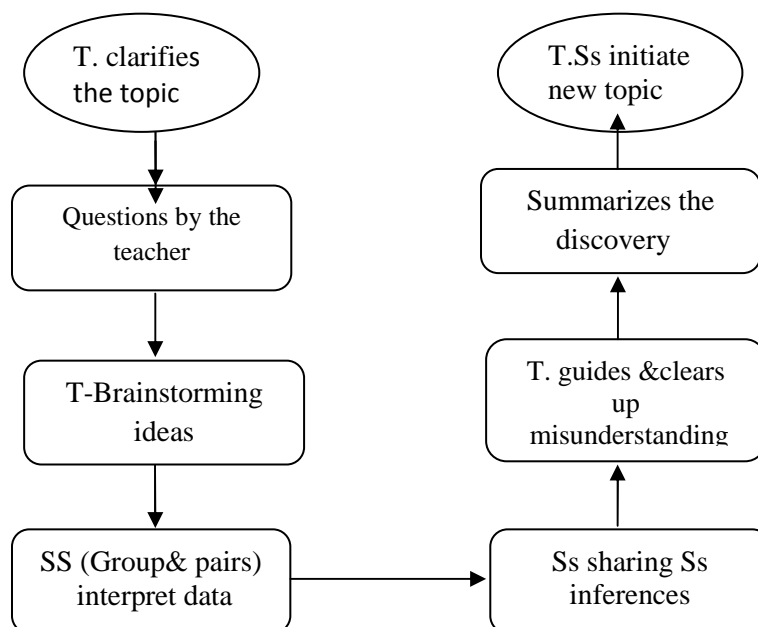 T. clarifies
the topic
Questions by the
teacher
T-Brainstorming
ideas
SS (Group& pairs)
interpret data
Ss sharing Ss
inferences
T. guides &clears
up
misunderstanding
Summarizes the
discovery
T.Ss initiate
new topic